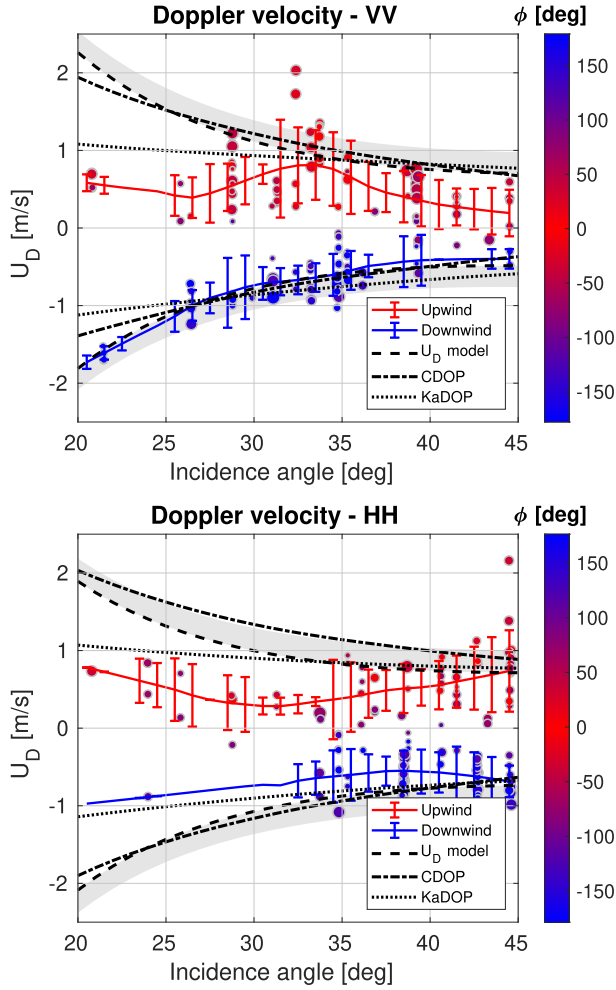 Doppler velocity - VV
ϕ [deg]
2
1
0
-1
-2
U_D [m/s]
20
25
30
35
40
45
Incidence angle [deg]
Upwind
Downwind
U_D model
CDOP
KaDOP
150
100
50
0
-50
-100
-150
Doppler velocity - HH
ϕ [deg]
2
1
0
-1
-2
U_D [m/s]
20
25
30
35
40
45
Incidence angle [deg]
Upwind
Downwind
U_D model
CDOP
KaDOP
150
100
50
0
-50
-100
-150